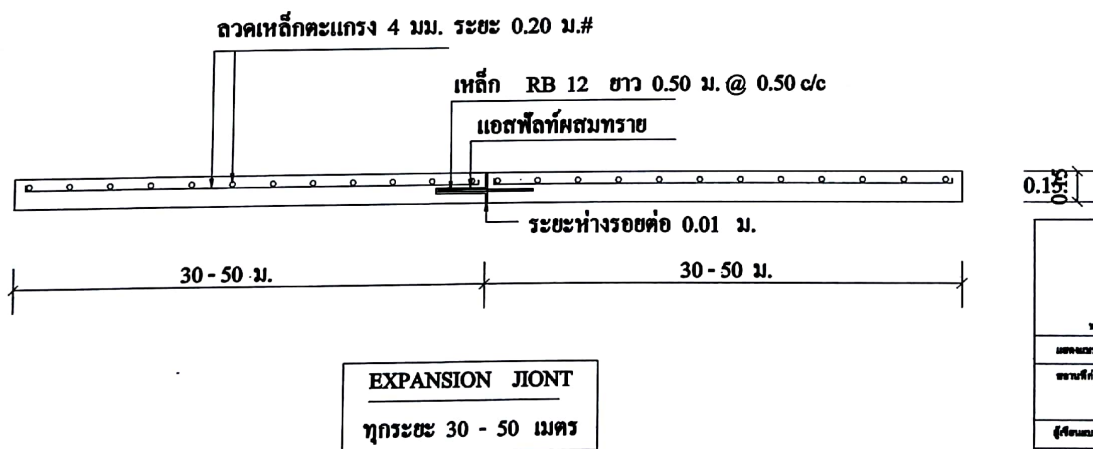 ลวดเหล็กตะแกรง 4 มม. ระยะ 0.20 ม.#
เหล็ก RB 12 ยาว 0.50 ม. @ 0.50 c/c
แอสฟัลท์ผสมทราย
0.15
0.15
ระยะห่างรอยต่อ 0.01 ม.
30 - 50 ม.
30 - 50 ม.
EXPANSION JIONT
ทุกระยะ 30 - 50 เมตร